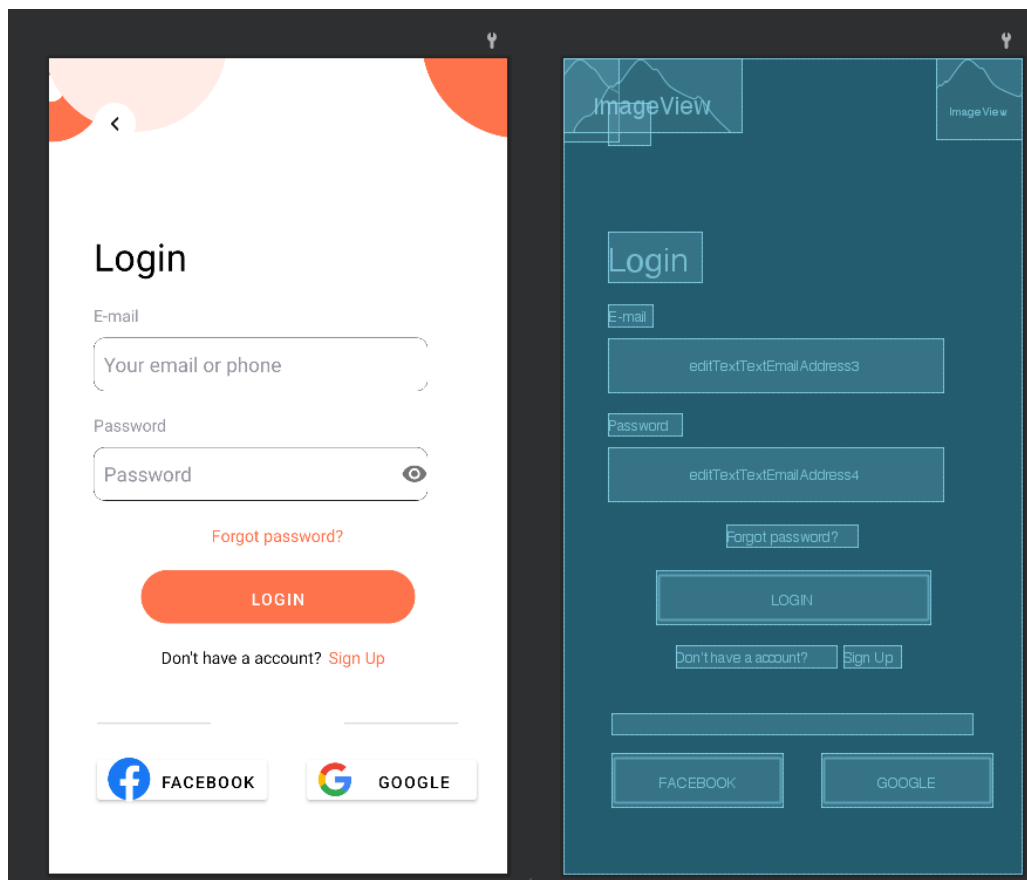 Login
E-mail
Your email or phone
Password
Password
Forgot password?
LOGIN
Don't have a account? Sign Up
FACEBOOK GOOGLE
ImageView
ImageView
Login
E-mail
editTextTextEmailAddress3
Password
editTextTextEmailAddress4
Forgot password?
LOGIN
Don't have a account? Sign Up
FACEBOOK GOOGLE